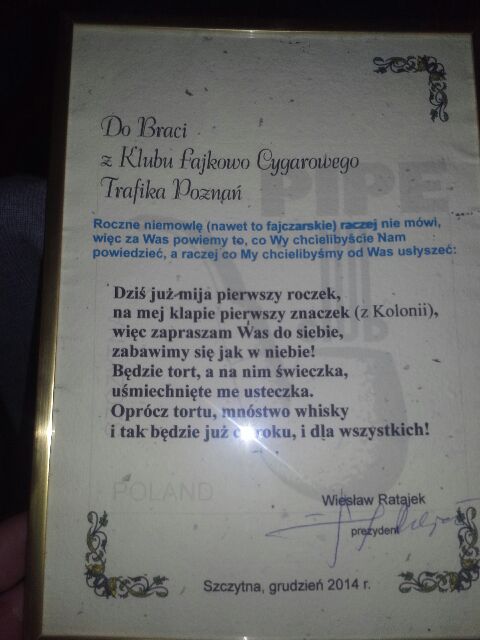 Do Braci
z Klubu Fajkowo Cygarowego
Trafika Poznań
PIPE
Roczne niemowlę (nawet to fajczarskie) raczej nie mówi,
więc za Was powiemy to, co Wy chcielibyście Nam
powiedzieć, a raczej co My chcielibyśmy od Was usłyszeć:
Dziś już mija pierwszy roczek,
na mej klapie pierwszy znaczek (z Kolonii),
więc zapraszam Was do siebie,
zabawimy się jak w niebie!
Będzie tort, a na nim świeczka,
uśmiechnięte me usteczka.
Oprócz tortu, mnóstwo whisky
i tak będzie już co roku, i dla wszystkich!
POLAND
Wiesław Ratajek
prezydent
Szczytna, grudzień 2014 r.